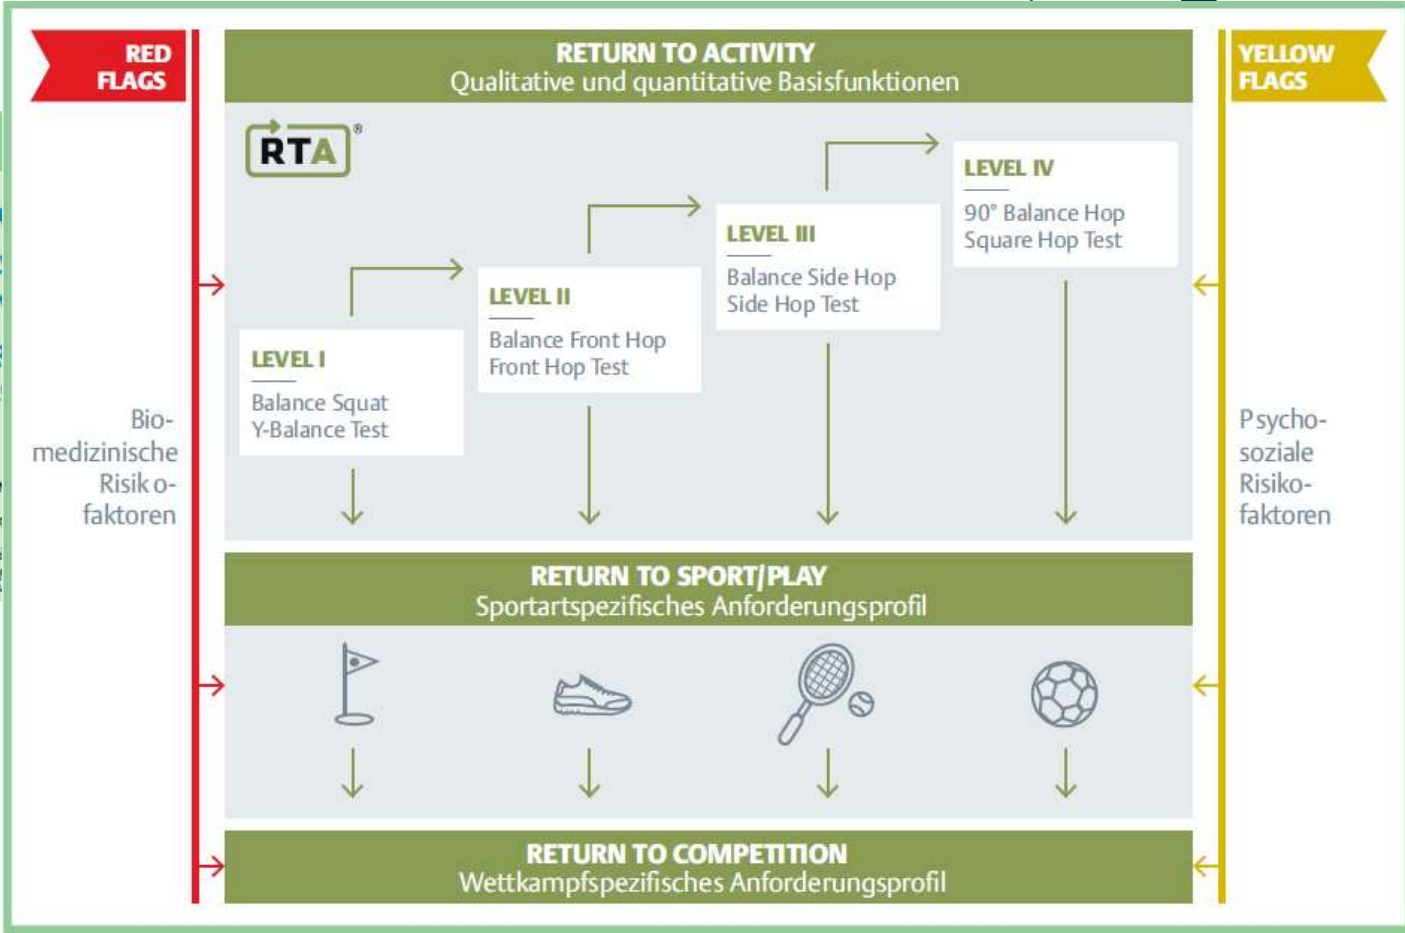 RED
FLAGS
Bio-
medizinische
Risiko-
faktoren
RETURN TO ACTIVITY
Qualitative und quantitative Basisfunktionen
RTA®
LEVEL I
Balance Squat
Y-Balance Test
LEVEL II
Balance Front Hop
Front Hop Test
LEVEL III
Balance Side Hop
Side Hop Test
LEVEL IV
90° Balance Hop
Square Hop Test
RETURN TO SPORT/PLAY
Sportartspezifisches Anforderungsprofil
RETURN TO COMPETITION
Wettkampfspezifisches Anforderungsprofil
YELLOW
FLAGS
Psycho-
soziale
Risiko-
faktoren